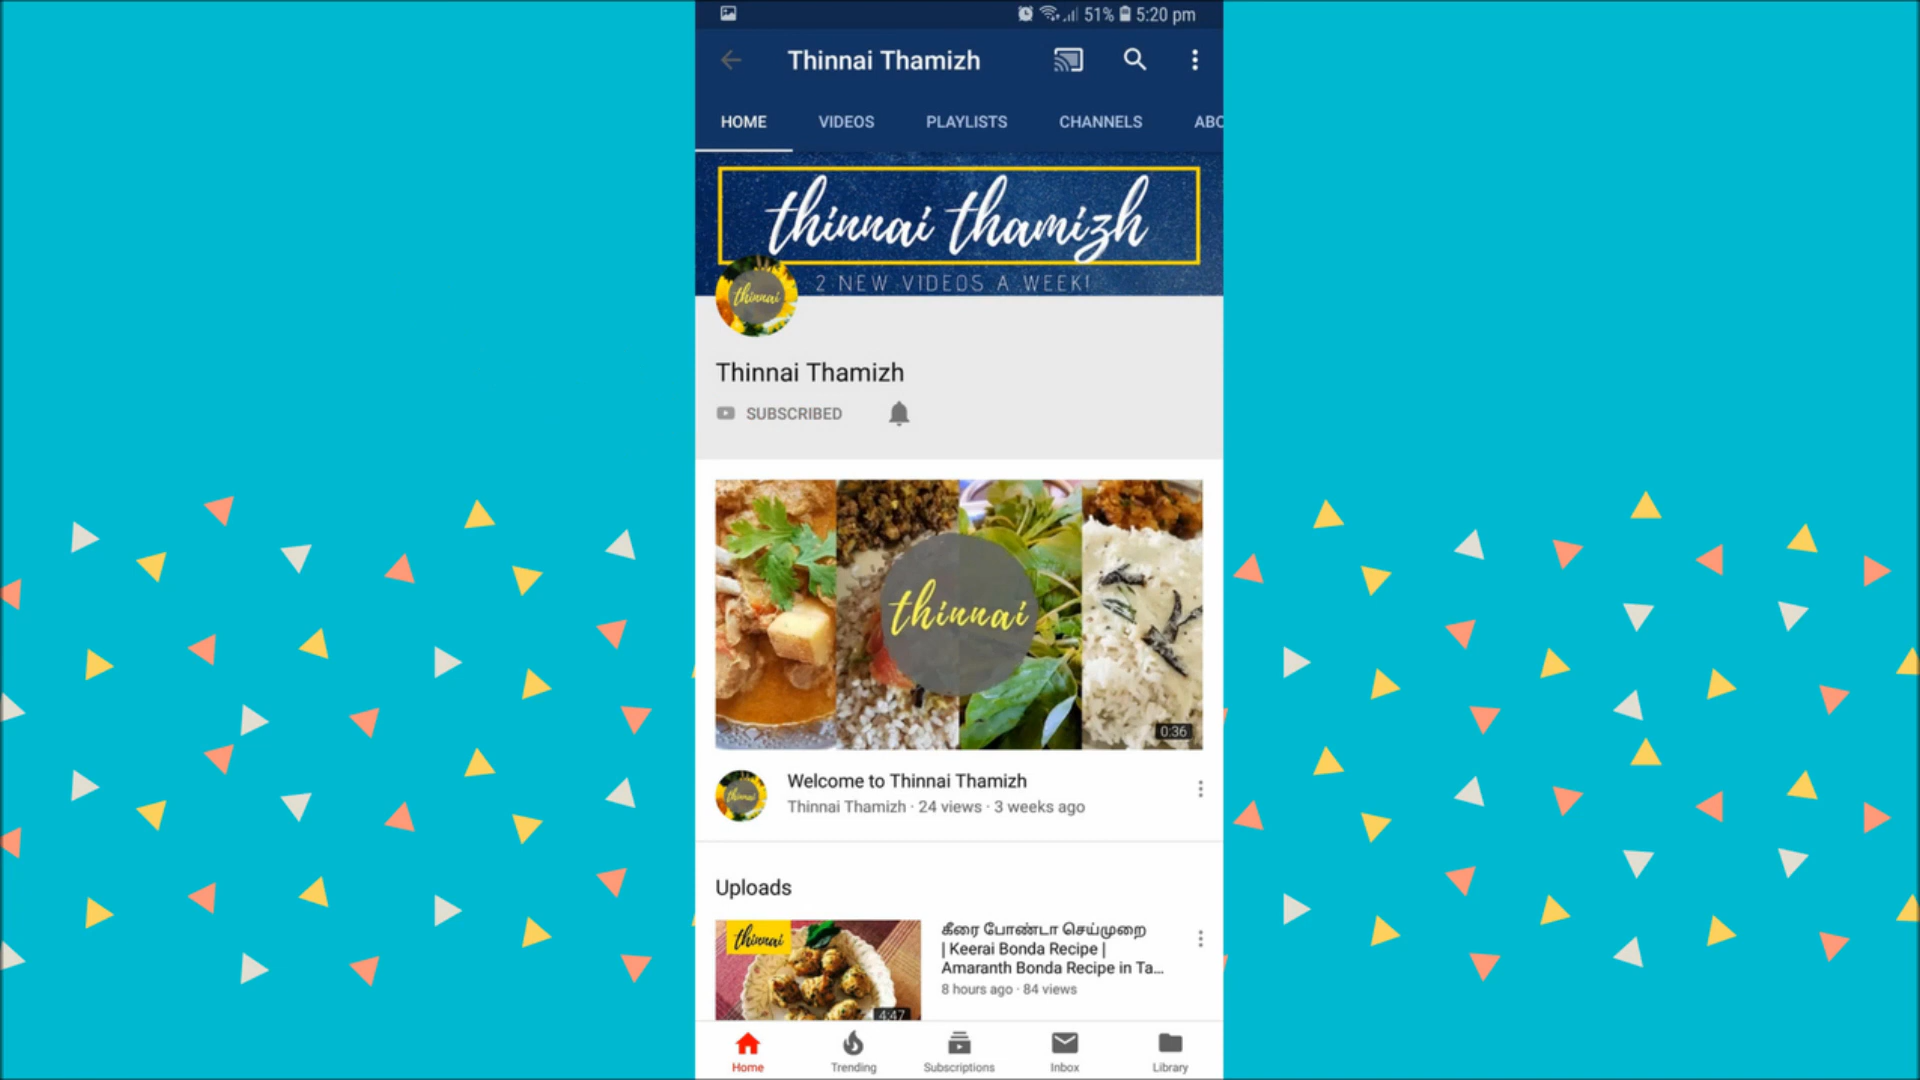 51% 5:20 pm
Thinnai Thamizh
HOME VIDEOS PLAYLISTS CHANNELS ABO
thinnai thamizh
2 NEW VIDEOS A WEEK!
thinnai
Thinnai Thamizh
SUBSCRIBED
thinnai
0:36
thinnai
Welcome to Thinnai Thamizh
Thinnai Thamizh · 24 views · 3 weeks ago
Uploads
thinnai
4:47
கீரை போண்டா செய்முறை
| Keerai Bonda Recipe |
Amaranth Bonda Recipe in Ta...
8 hours ago · 84 views
Home Trending Subscriptions Inbox Library